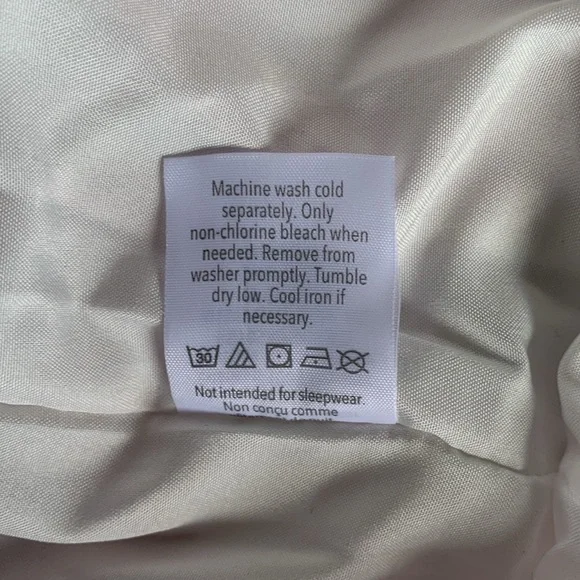 Machine wash cold
separately. Only
non-chlorine bleach when
needed. Remove from
washer promptly. Tumble
dry low. Cool iron if
necessary.
30
Not intended for sleepwear.
Non conçu comme